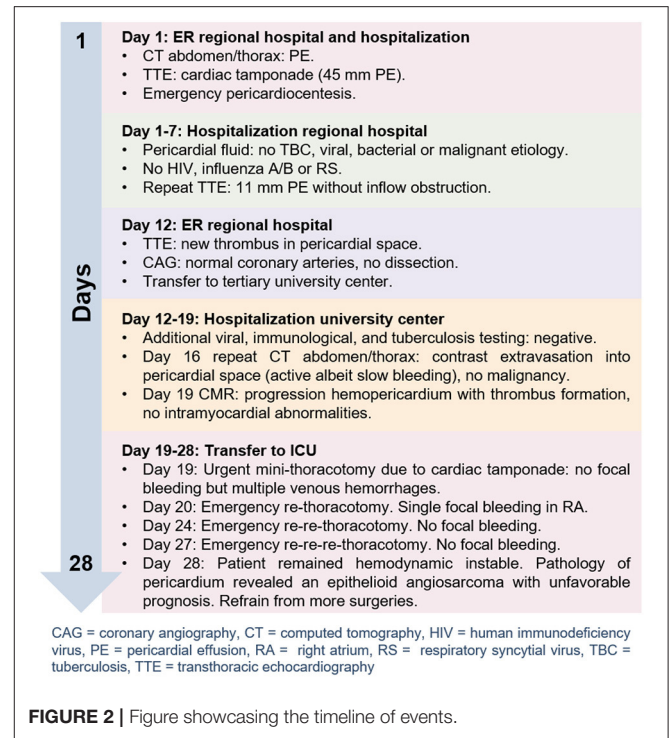 1
Day 1: ER regional hospital and hospitalization
• CT abdomen/thorax: PE.
• TTE: cardiac tamponade (45 mm PE).
• Emergency pericardiocentesis.
Day 1-7: Hospitalization regional hospital
• Pericardial fluid: no TBC, viral, bacterial or malignant etiology.
• No HIV, influenza A/B or RS.
• Repeat TTE: 11 mm PE without inflow obstruction.
Day 12: ER regional hospital
• TTE: new thrombus in pericardial space.
• CAG: normal coronary arteries, no dissection.
• Transfer to tertiary university center.
Days
Day 12-19: Hospitalization university center
• Additional viral, immunological, and tuberculosis testing: negative.
• Day 16 repeat CT abdomen/thorax: contrast extravasation into
pericardial space (active albeit slow bleeding), no malignancy.
• Day 19 CMR: progression hemopericardium with thrombus formation,
no intramyocardial abnormalities.
Day 19-28: Transfer to ICU
• Day 19: Urgent mini-thoracotomy due to cardiac tamponade: no focal
bleeding but multiple venous hemorrhages.
• Day 20: Emergency re-thoracotomy. Single focal bleeding in RA.
• Day 24: Emergency re-re-thoracotomy. No focal bleeding.
• Day 27: Emergency re-re-re-thoracotomy. No focal bleeding.
28
• Day 28: Patient remained hemodynamic instable. Pathology of
pericardium revealed an epithelioid angiosarcoma with unfavorable
prognosis. Refrain from more surgeries.
CAG = coronary angiography, CT = computed tomography, HIV = human immunodeficiency
virus, PE = pericardial effusion, RA = right atrium, RS = respiratory syncytial virus, TBC =
tuberculosis, TTE = transthoracic echocardiography
FIGURE 2 | Figure showcasing the timeline of events.